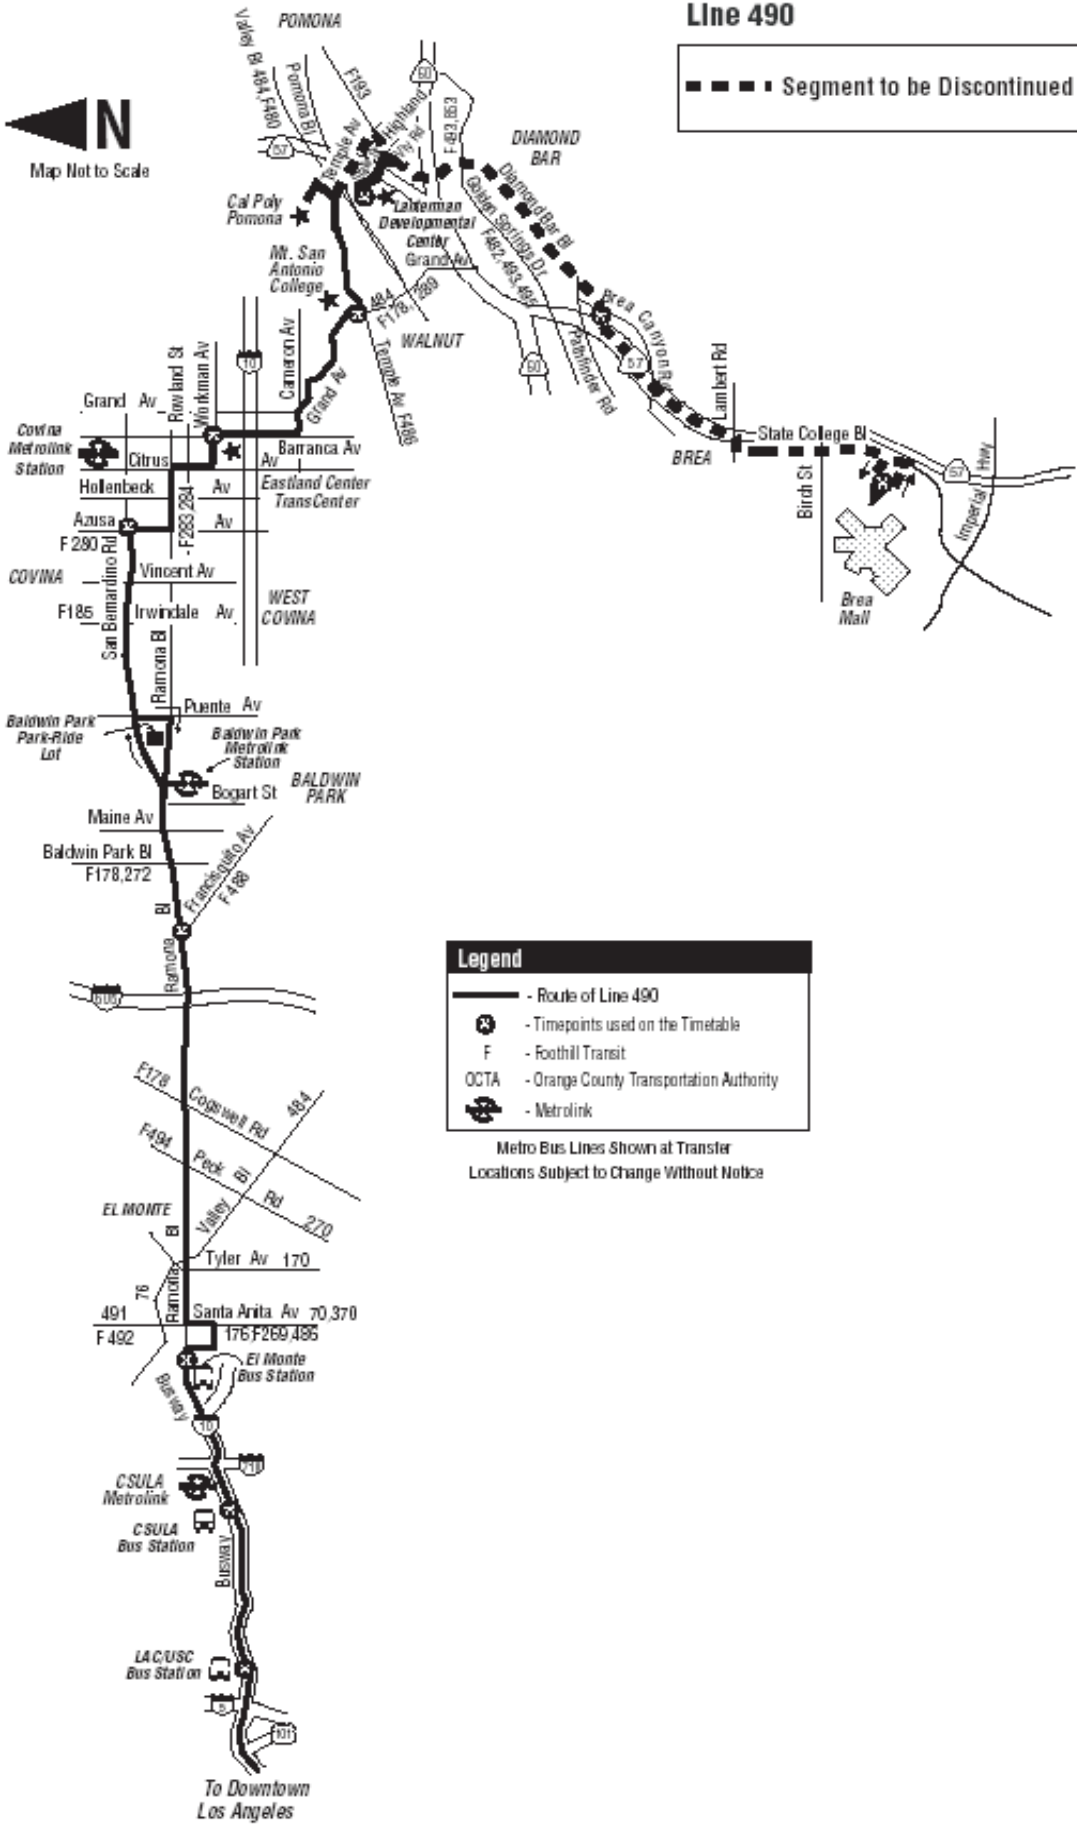 Line 490
Segment to be Discontinued
N
Map Not to Scale
POMONA
Valley Bl 484,F480
Pomona Bl
F193
60
57
Temple Av
Highland
F493,853
DIAMOND
BAR
Cal Poly
Pomona
Lanterman
Developmental
Center
Diamond Bar Bl
Golden Springs Dr
F482,493,495
Mt. San
Antonio
College
Grand Av
484
F178,
WALNUT
Temple Av F486
Brea Canyon Rd
Pathfinder Rd
60
57
Lambert Rd
State College Bl
BREA
Birch St
57
Imperial Hwy
Brea
Mall
10
Cameron Av
Grand Av
Rowland St
Workman Av
Grand Av
Covina
Metrolink
Station
Citrus Av
Barranca Av
Hollenbeck Av
Eastland Center
TransCenter
Azusa Av
F280
F283,284
COVINA
San Bernardino Rd
Vincent Av
F185 Irwindale Av
WEST
COVINA
Ramona Bl
Puente Av
Baldwin Park
Park-Ride
Lot
Baldwin Park
Metrolink
Station
BALDWIN
PARK
Bogart St
Maine Av
Baldwin Park Bl
F178,272
Francisquito Av
F488
Ramona Bl
605
Legend
- Route of Line 490
- Timepoints used on the Timetable
F - Foothill Transit
OCTA - Orange County Transportation Authority
- Metrolink
Metro Bus Lines Shown at Transfer
Locations Subject to Change Without Notice
F178 Cogswell Rd
484
F494 Peck Rd 270
Valley Bl
EL MONTE
Ramona Bl
Tyler Av 170
76
491 Santa Anita Av 70,370
F492 176,F269,486
El Monte
Bus Station
Busway
10
710
CSULA
Metrolink
CSULA
Bus Station
Busway
LAC/USC
Bus Station
5
101
To Downtown
Los Angeles